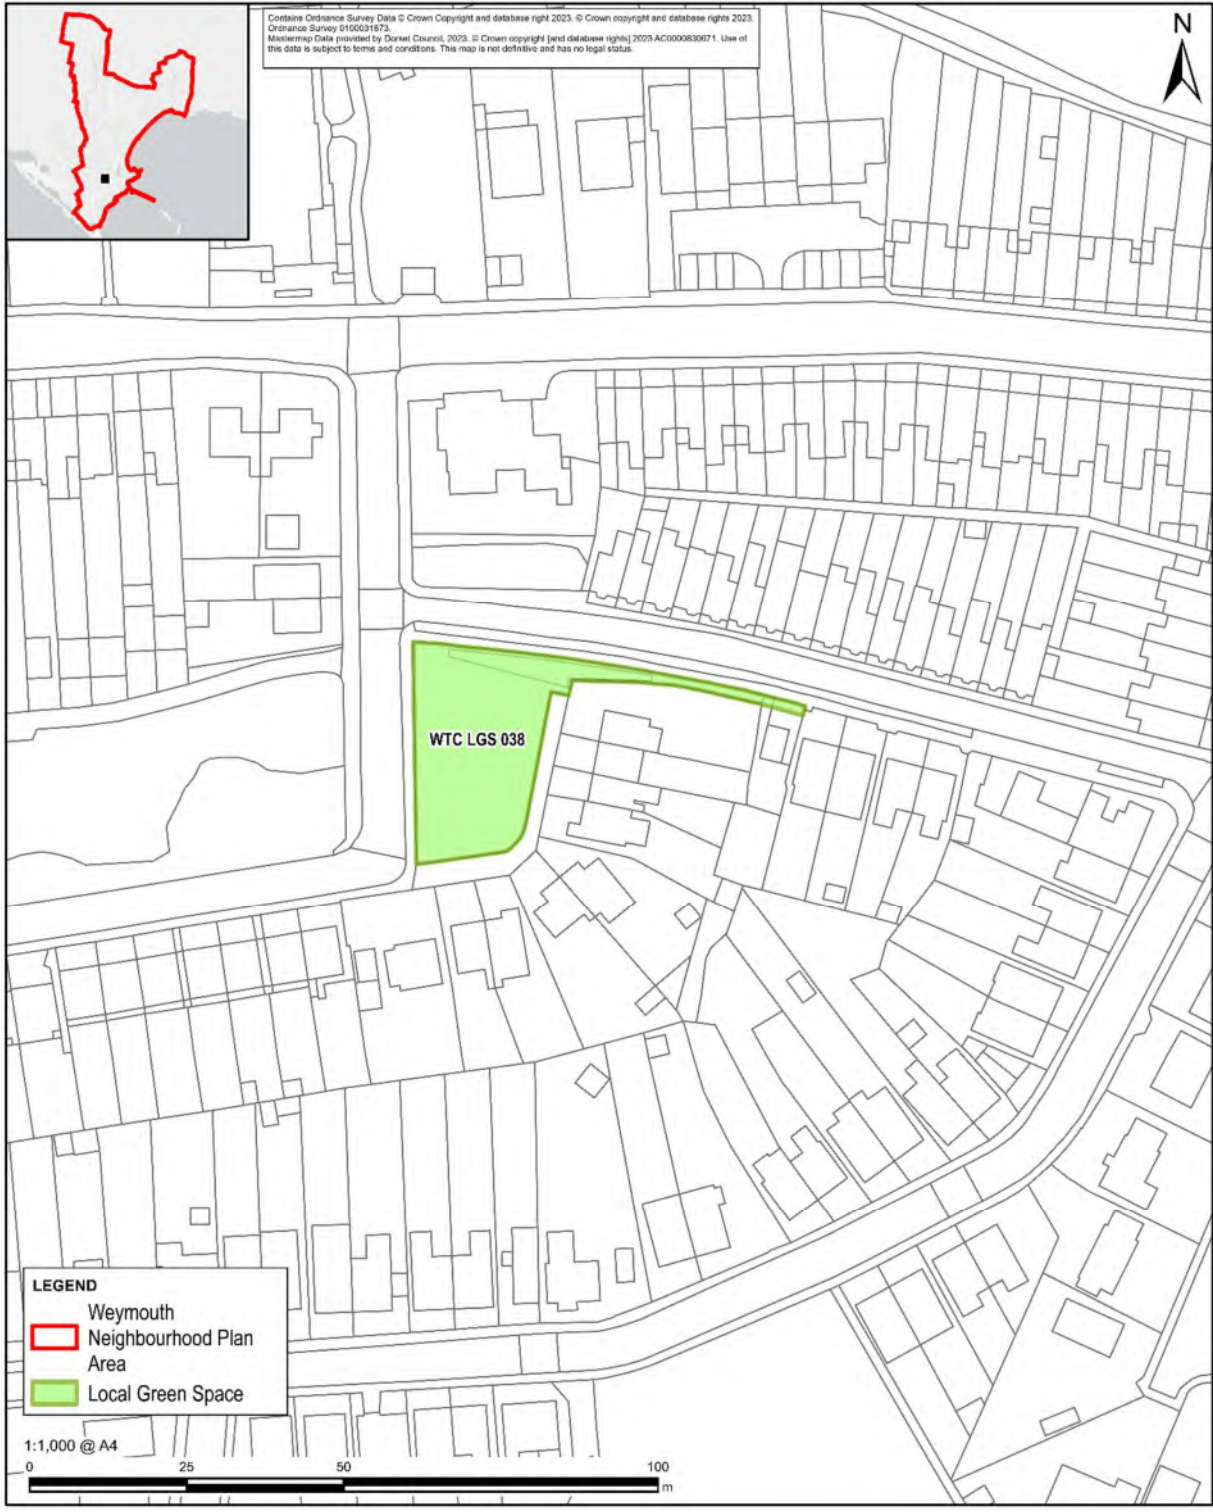 Contains Ordnance Survey Data © Crown Copyright and database right 2023. © Crown copyright and database rights 2023.
Ordnance Survey 0100031673.
Mastermap Data provided by Dorset Council, 2023. © Crown copyright [and database rights] 2023 AC0000830671. Use of
this data is subject to terms and conditions. This map is not definitive and has no legal status.
N
WTC LGS 038
LEGEND
Weymouth
Neighbourhood Plan
Area
Local Green Space
1:1,000 @ A4
0 25 50 100
m